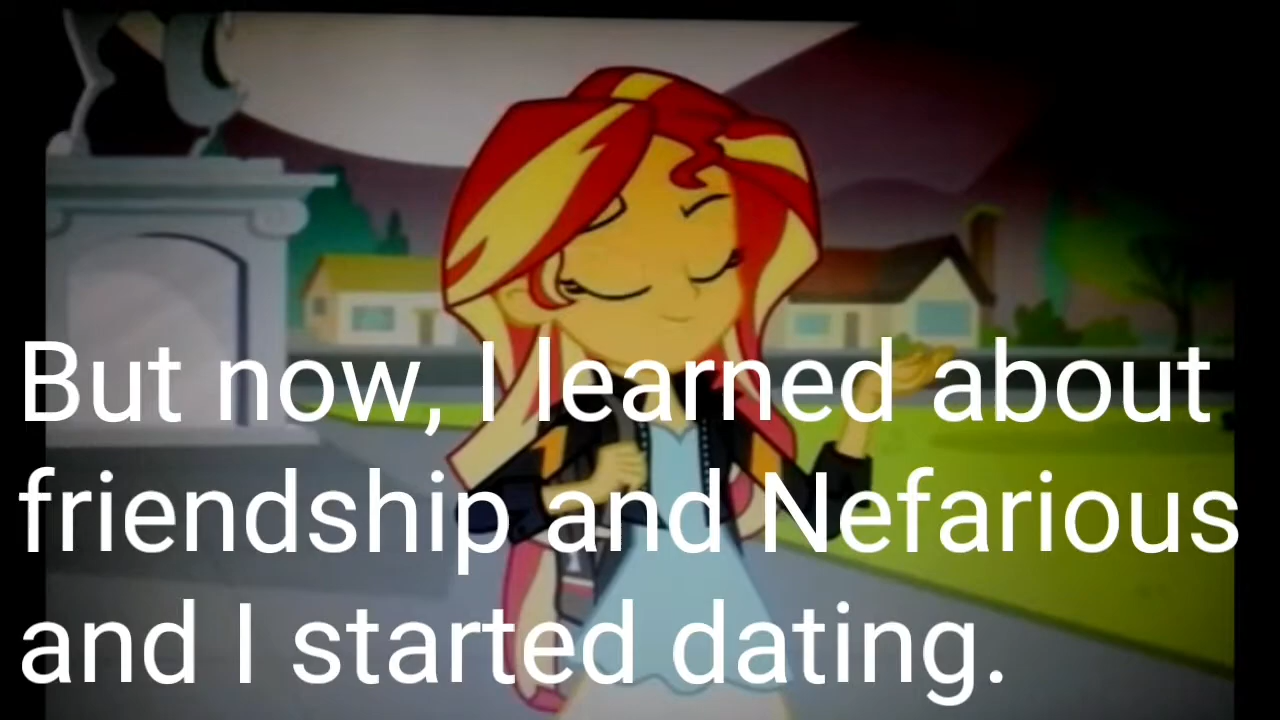 But now, I learned about
friendship and Nefarious
and I started dating.